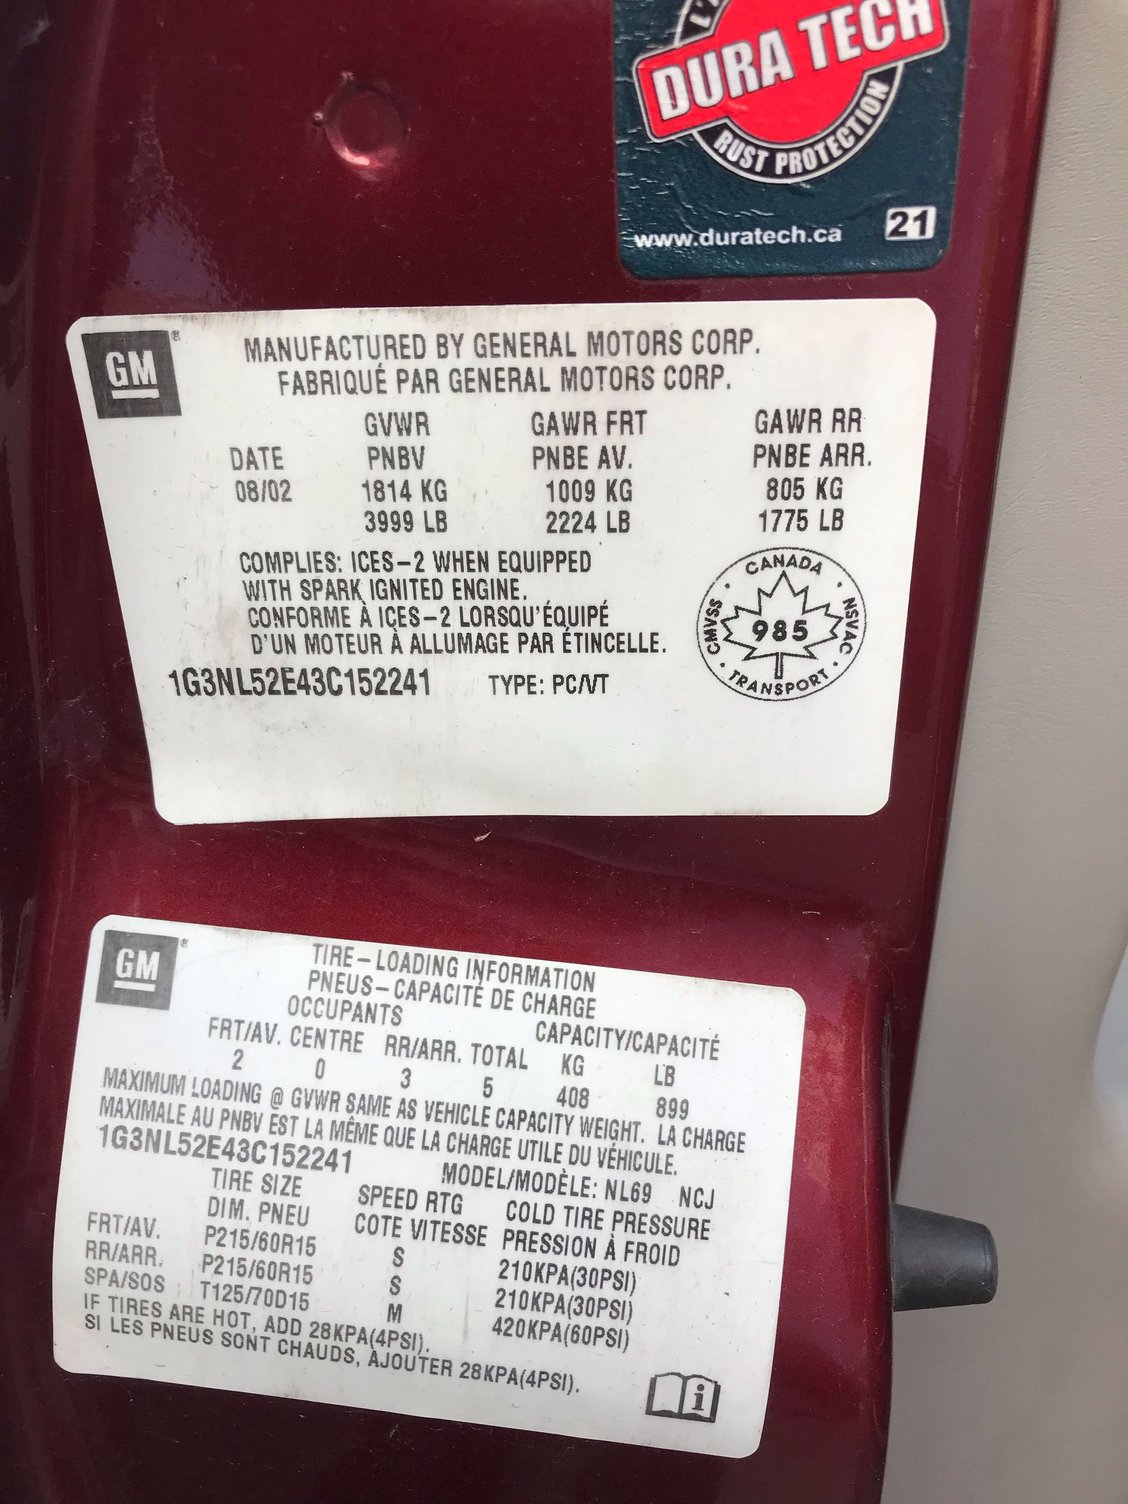 DURA TECH
RUST PROTECTION
www.duratech.ca 21
GM ®
MANUFACTURED BY GENERAL MOTORS CORP.
FABRIQUÉ PAR GENERAL MOTORS CORP.
GVWR GAWR FRT GAWR RR
DATE PNBV PNBE AV. PNBE ARR.
08/02 1814 KG 1009 KG 805 KG
3999 LB 2224 LB 1775 LB
COMPLIES: ICES-2 WHEN EQUIPPED
WITH SPARK IGNITED ENGINE.
CONFORME À ICES-2 LORSQU'ÉQUIPÉ
D'UN MOTEUR À ALLUMAGE PAR ÉTINCELLE.
1G3NL52E43C152241 TYPE: PC/VT
CANADA
CMVSS 985 NSVAC
TRANSPORT
GM ®
TIRE-LOADING INFORMATION
PNEUS-CAPACITÉ DE CHARGE
OCCUPANTS CAPACITY/CAPACITÉ
FRT/AV. CENTRE RR/ARR. TOTAL KG LB
2 0 3 5 408 899
MAXIMUM LOADING @ GVWR SAME AS VEHICLE CAPACITY WEIGHT. LA CHARGE
MAXIMALE AU PNBV EST LA MÊME QUE LA CHARGE UTILE DU VÉHICULE.
1G3NL52E43C152241 MODEL/MODÈLE: NL69 NCJ
TIRE SIZE SPEED RTG COLD TIRE PRESSURE
DIM. PNEU COTE VITESSE PRESSION À FROID
FRT/AV. P215/60R15 S 210KPA(30PSI)
RR/ARR. P215/60R15 S 210KPA(30PSI)
SPA/SOS T125/70D15 M 420KPA(60PSI)
IF TIRES ARE HOT, ADD 28KPA(4PSI).
SI LES PNEUS SONT CHAUDS, AJOUTER 28KPA(4PSI).
i